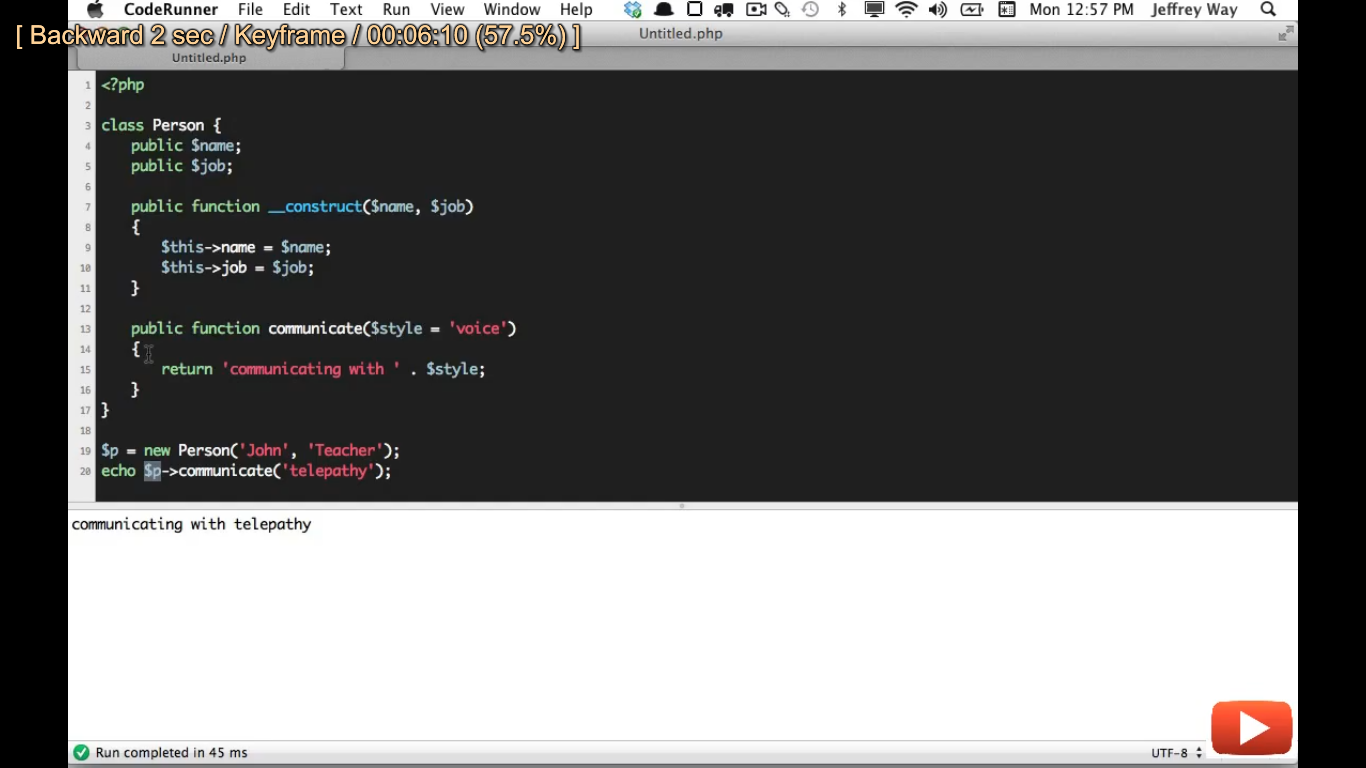 CodeRunner File Edit Text Run View Window Help Mon 12:57 PM Jeffrey Way
[ Backward 2 sec / Keyframe / 00:06:10 (57.5%) ]
Untitled.php
Untitled.php
1 <?php
2
3 class Person {
4 public $name;
5 public $job;
6
7 public function __construct($name, $job)
8 {
9 $this->name = $name;
10 $this->job = $job;
11 }
12
13 public function communicate($style = 'voice')
14 {
15 return 'communicating with ' . $style;
16 }
17 }
18
19 $p = new Person('John', 'Teacher');
20 echo $p->communicate('telepathy');
communicating with telepathy
Run completed in 45 ms UTF-8